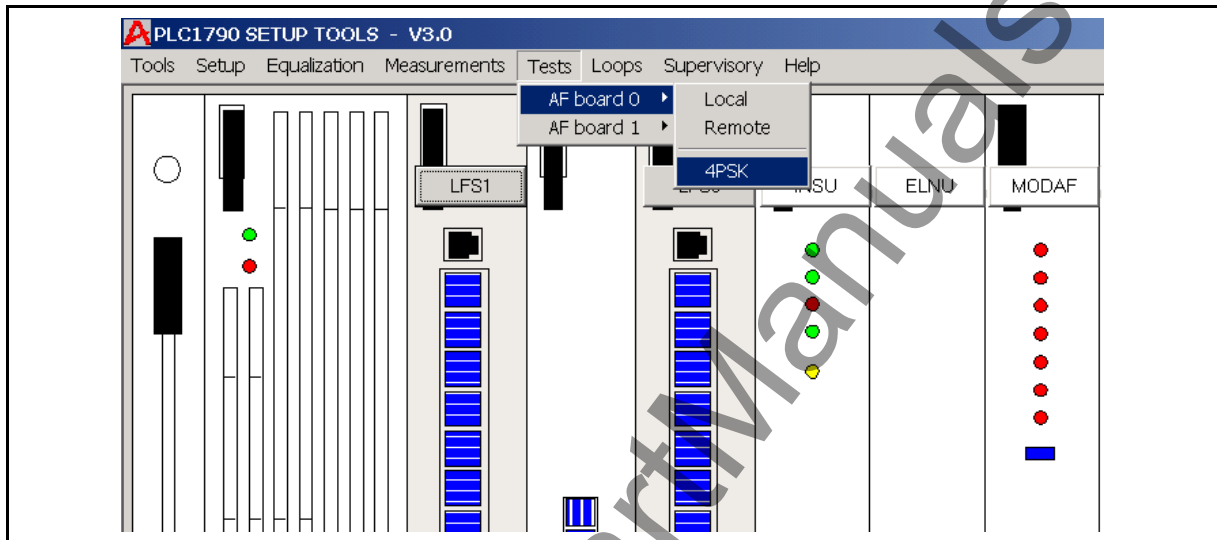 PLC1790 SETUP TOOLS - V3.0
Tools Setup Equalization Measurements Tests Loops Supervisory Help
AF board 0 Local
AF board 1 Remote
4PSK
LFS1 ELNU MODAF